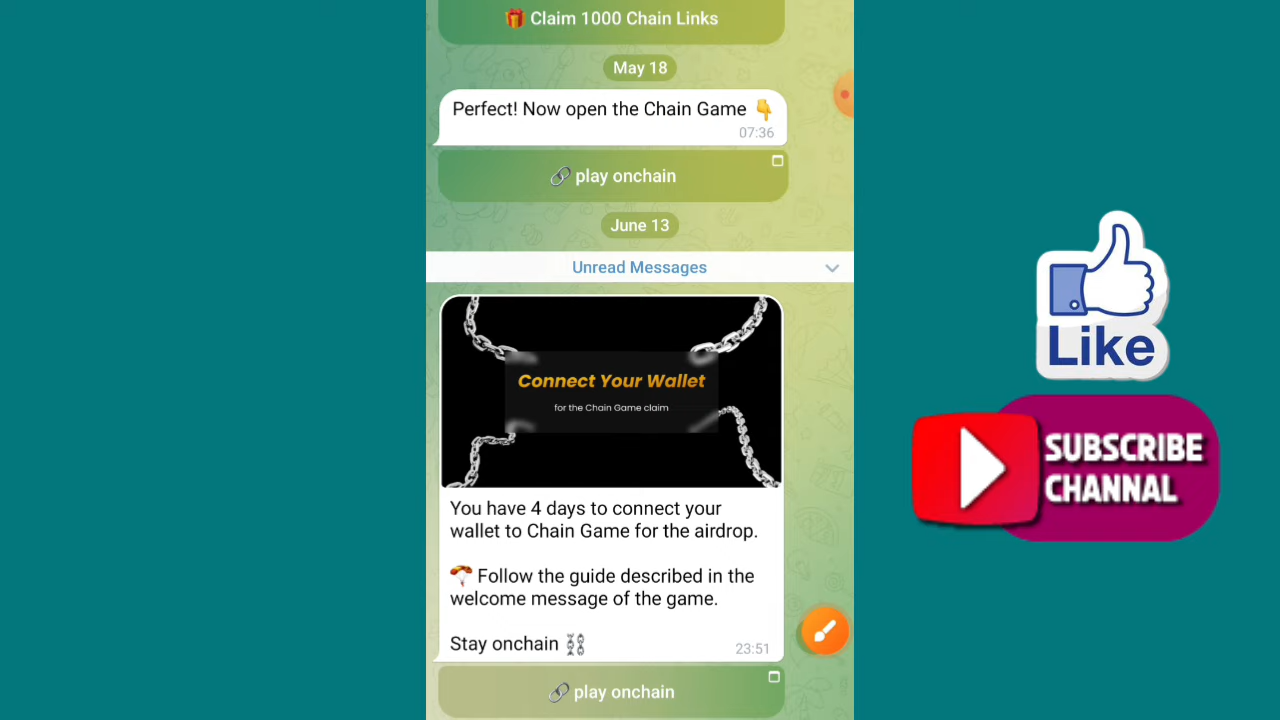 🎁 Claim 1000 Chain Links
May 18
Perfect! Now open the Chain Game 👇
07:36
🔗 play onchain
June 13
Unread Messages
Connect Your Wallet
for the Chain Game claim
You have 4 days to connect your
wallet to Chain Game for the airdrop.
🪂 Follow the guide described in the
welcome message of the game.
Stay onchain ⛓
23:51
🔗 play onchain
Like
SUBSCRIBE
CHANNAL